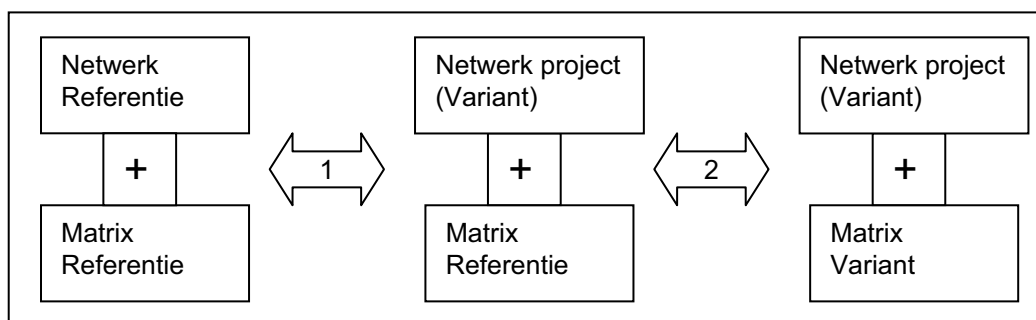 Netwerk
Referentie
+
Matrix
Referentie
1
Netwerk project
(Variant)
+
Matrix
Referentie
2
Netwerk project
(Variant)
+
Matrix
Variant